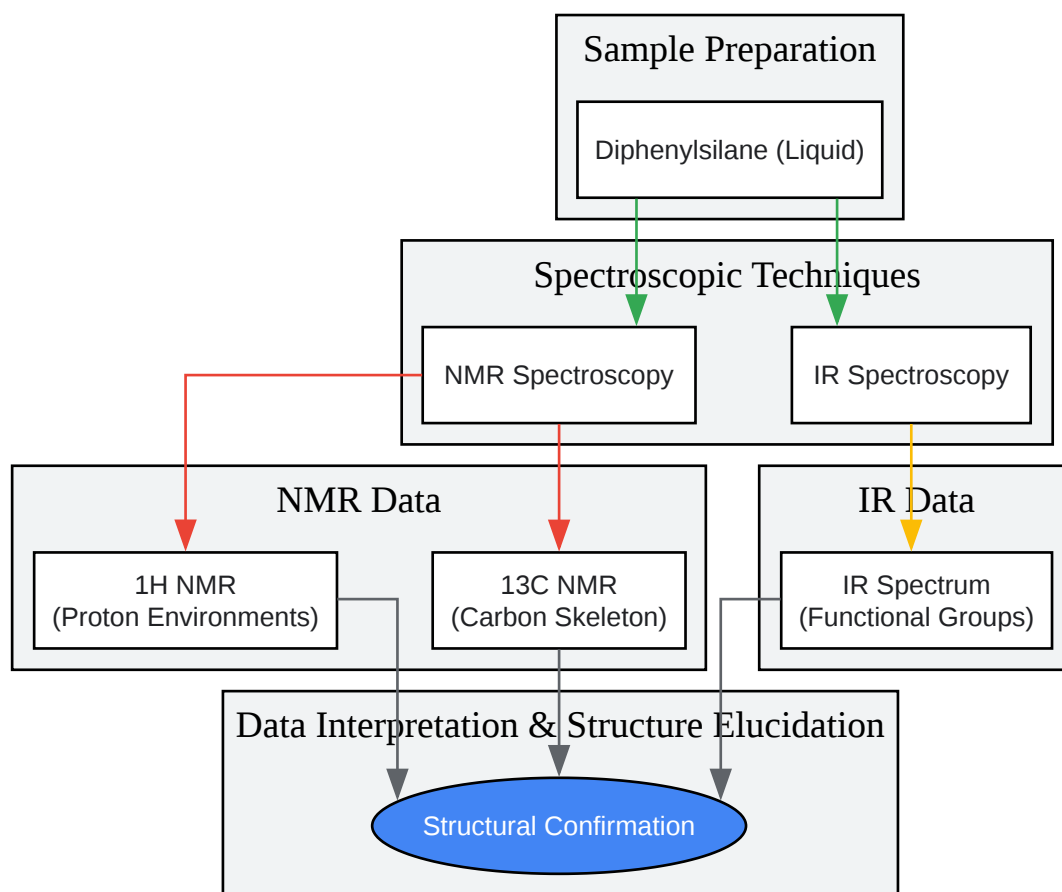 Sample Preparation
Diphenylsilane (Liquid)
Spectroscopic Techniques
NMR Spectroscopy
IR Spectroscopy
NMR Data
IR Data
1H NMR
(Proton Environments)
13C NMR
(Carbon Skeleton)
IR Spectrum
(Functional Groups)
Data Interpretation & Structure Elucidation
Structural Confirmation